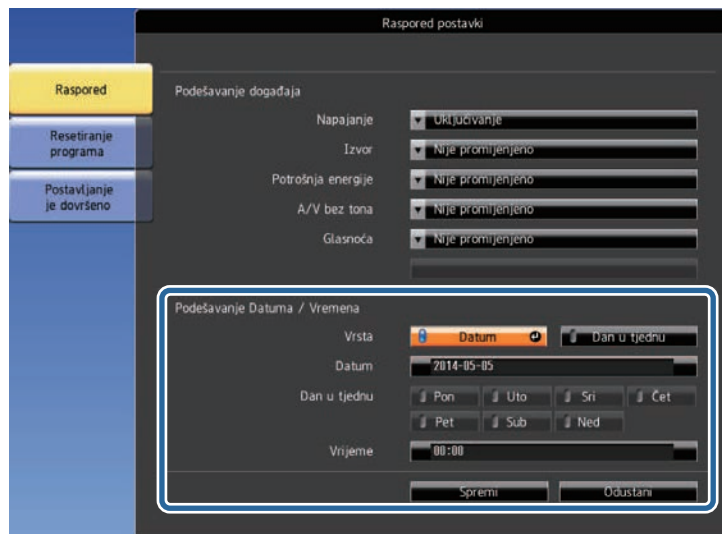 Raspored postavki
Raspored
Resetiranje
programa
Postavljanje
je dovršeno
Podešavanje događaja
Napajanje Uključivanje
Izvor Nije promijenjeno
Potrošnja energije Nije promijenjeno
A/V bez tona Nije promijenjeno
Glasnoća Nije promijenjeno
Podešavanje Datuma / Vremena
Vrsta Datum Dan u tjednu
Datum 2014-05-05
Dan u tjednu Pon Uto Sri Čet
Pet Sub Ned
Vrijeme 00:00
Spremi Odustani